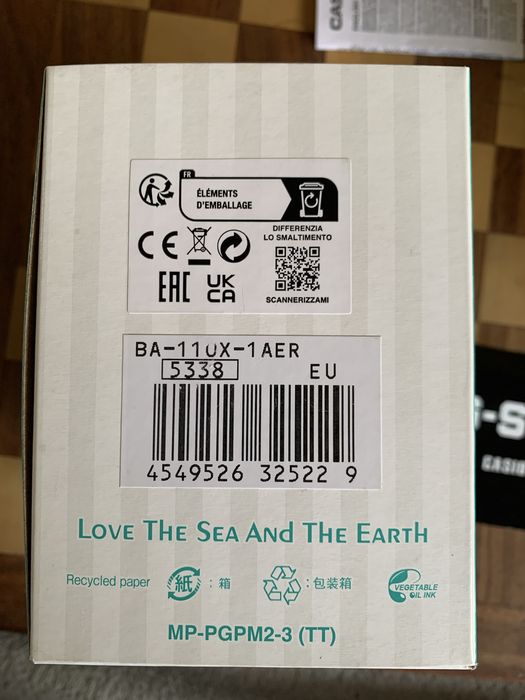 FR
ÉLÉMENTS
D'EMBALLAGE
DIFFERENZIA
LO SMALTIMENTO
CE
EAC
UK
CA
SCANNERIZZAMI
BA-110X-1AER
5338 EU
4549526 32522 9
LOVE THE SEA AND THE EARTH
Recycled paper 紙 : 箱 : 包装箱 VEGETABLE
OIL INK
MP-PGPM2-3 (TT)
G-S
CASIO